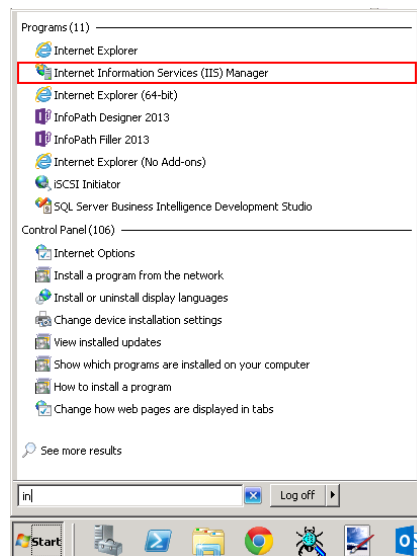 Programs (11)
Internet Explorer
Internet Information Services (IIS) Manager
Internet Explorer (64-bit)
InfoPath Designer 2013
InfoPath Filler 2013
Internet Explorer (No Add-ons)
iSCSI Initiator
SQL Server Business Intelligence Development Studio
Control Panel (106)
Internet Options
Install a program from the network
Install or uninstall display languages
Change device installation settings
View installed updates
Show which programs are installed on your computer
How to install a program
Change how web pages are displayed in tabs
See more results
in
Log off
Start